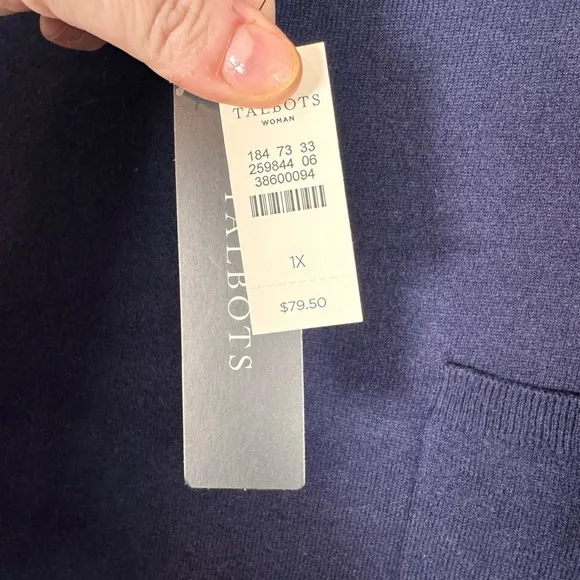 TALBOTS
WOMAN
184 73 33
259844 06
38600094
1X
$79.50
TALBOTS